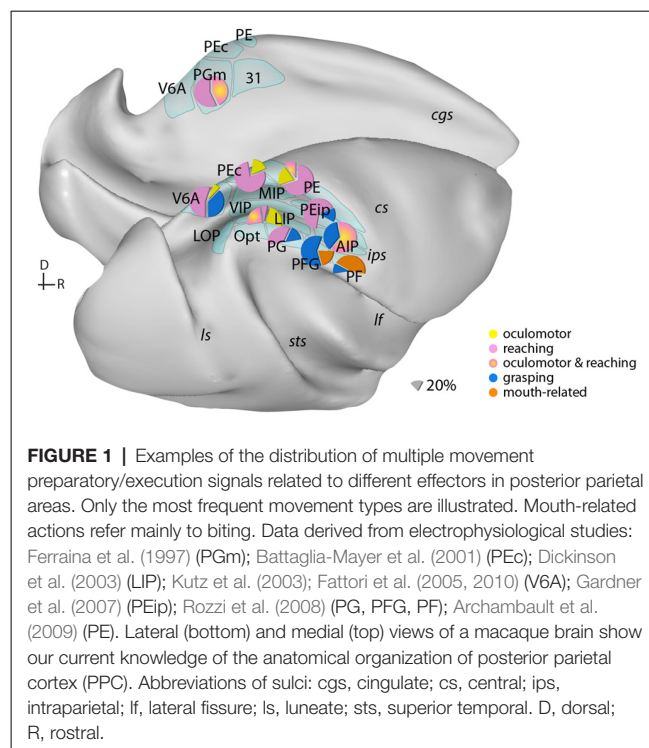 PE
PEc
PGm
31
V6A
cgs
PEc
MIP
PE
V6A
VIP
PEip
cs
LIP
LOP
Opt
PG
AIP
ips
PFG
PF
D
R
ls
sts
lf
oculomotor
reaching
oculomotor & reaching
20%
grasping
mouth-related
FIGURE 1 | Examples of the distribution of multiple movement
preparatory/execution signals related to different effectors in posterior parietal
areas. Only the most frequent movement types are illustrated. Mouth-related
actions refer mainly to biting. Data derived from electrophysiological studies:
Ferraina et al. (1997) (PGm); Battaglia-Mayer et al. (2001) (PEc); Dickinson
et al. (2003) (LIP); Kutz et al. (2003); Fattori et al. (2005, 2010) (V6A); Gardner
et al. (2007) (PEip); Rozzi et al. (2008) (PG, PFG, PF); Archambault et al.
(2009) (PE). Lateral (bottom) and medial (top) views of a macaque brain show
our current knowledge of the anatomical organization of posterior parietal
cortex (PPC). Abbreviations of sulci: cgs, cingulate; cs, central; ips,
intraparietal; lf, lateral fissure; ls, luneate; sts, superior temporal. D, dorsal;
R, rostral.